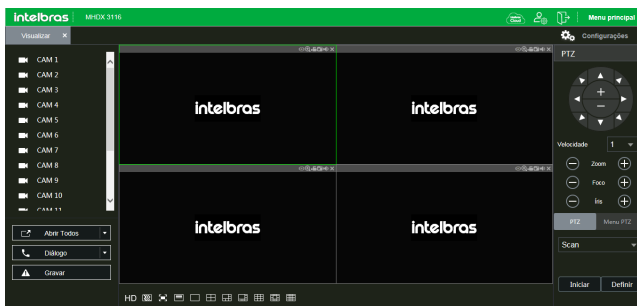 intelbras MHDX 3116 Menu principal
Visualizar × Configurações
PTZ
CAM 1
CAM 2
CAM 3
CAM 4
CAM 5
CAM 6
CAM 7
CAM 8
CAM 9
CAM 10
CAM 11
intelbras intelbras
intelbras intelbras
Velocidade 1
Zoom
Foco
Íris
PTZ Menu PTZ
Scan
Iniciar Definir
Abrir Todos
Diálogo
Gravar
HD